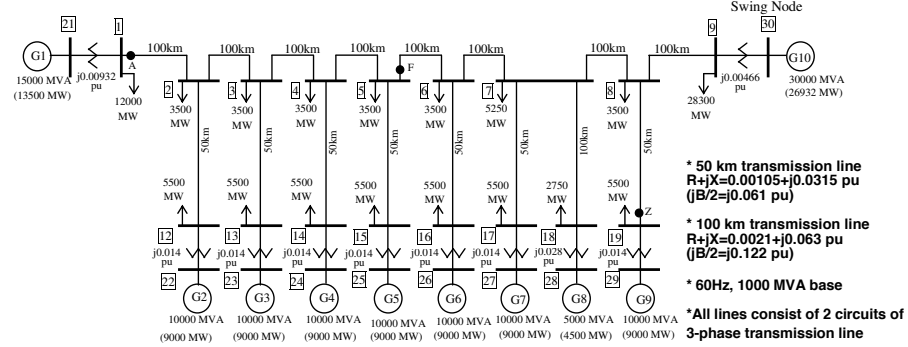 Swing Node
21
1
9
30
G1
j0.00932
pu
A
100km
100km
100km
100km
F
100km
100km
100km
100km
j0.00466
pu
G10
15000 MVA
(13500 MW)
12000
MW
2
3500
MW
3
3500
MW
4
3500
MW
5
3500
MW
6
3500
MW
7
5250
MW
8
3500
MW
28300
MW
30000 MVA
(26932 MW)
50km
50km
50km
50km
50km
50km
100km
50km
5500
MW
5500
MW
5500
MW
5500
MW
5500
MW
5500
MW
2750
MW
5500
MW
Z
12
13
14
15
16
17
18
19
j0.014
pu
j0.014
pu
j0.014
pu
j0.014
pu
j0.014
pu
j0.014
pu
j0.028
pu
j0.014
pu
22
23
24
25
26
27
28
29
G2
G3
G4
G5
G6
G7
G8
G9
10000 MVA
(9000 MW)
10000 MVA
(9000 MW)
10000 MVA
(9000 MW)
10000 MVA
(9000 MW)
10000 MVA
(9000 MW)
10000 MVA
(9000 MW)
5000 MVA
(4500 MW)
10000 MVA
(9000 MW)
* 50 km transmission line
R+jX=0.00105+j0.0315 pu
(jB/2=j0.061 pu)
* 100 km transmission line
R+jX=0.0021+j0.063 pu
(jB/2=j0.122 pu)
* 60Hz, 1000 MVA base
*All lines consist of 2 circuits of
3-phase transmission line